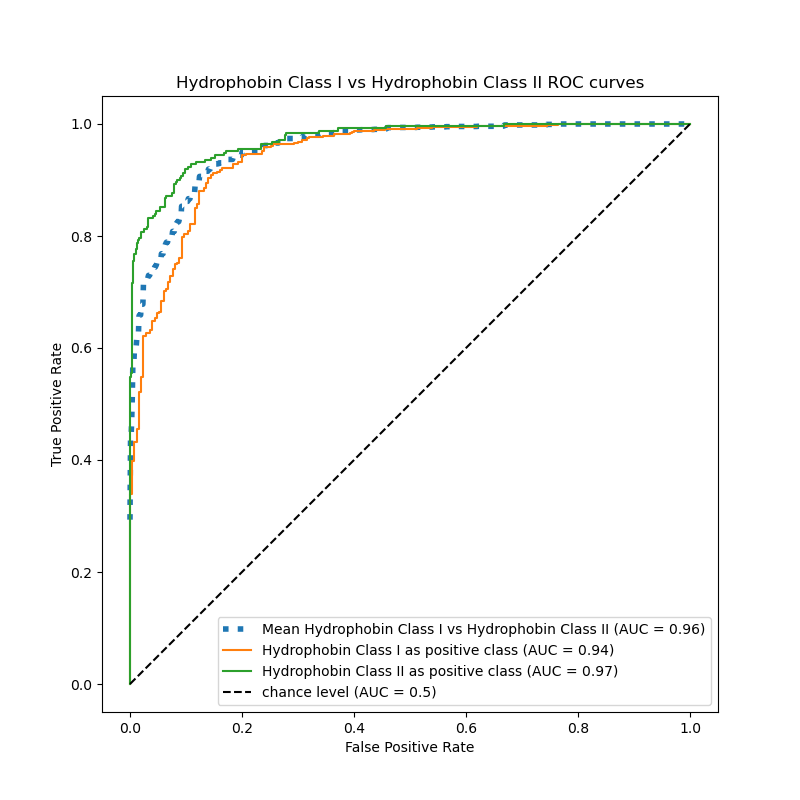 Hydrophobin Class I vs Hydrophobin Class II ROC curves
1.0
0.8
0.6
0.4
0.2
0.0
True Positive Rate
Mean Hydrophobin Class I vs Hydrophobin Class II (AUC = 0.96)
Hydrophobin Class I as positive class (AUC = 0.94)
Hydrophobin Class II as positive class (AUC = 0.97)
chance level (AUC = 0.5)
0.0 0.2 0.4 0.6 0.8 1.0
False Positive Rate